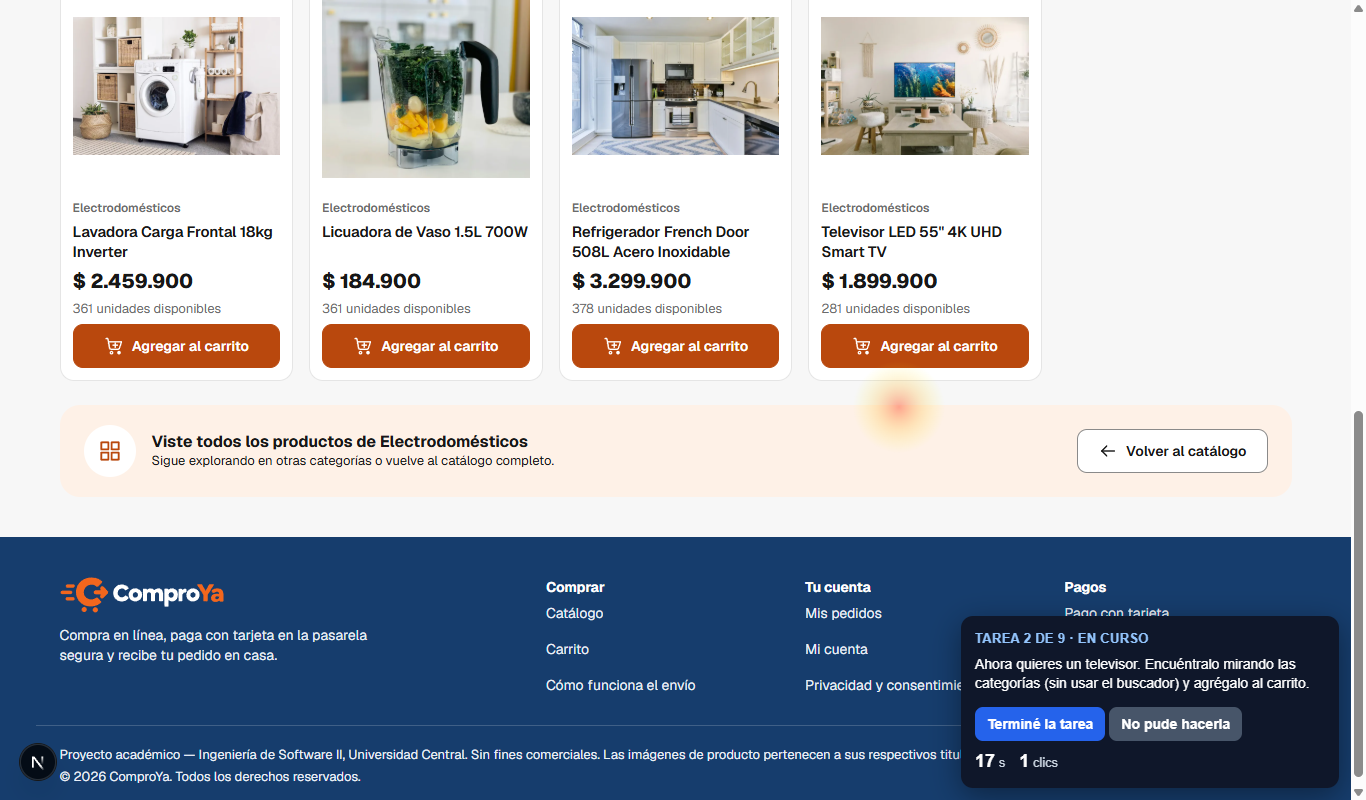 Electrodomésticos
Lavadora Carga Frontal 18kg
Inverter
$ 2.459.900
361 unidades disponibles
Agregar al carrito
Electrodomésticos
Licuadora de Vaso 1.5L 700W
$ 184.900
361 unidades disponibles
Agregar al carrito
Electrodomésticos
Refrigerador French Door
508L Acero Inoxidable
$ 3.299.900
378 unidades disponibles
Agregar al carrito
Electrodomésticos
Televisor LED 55" 4K UHD
Smart TV
$ 1.899.900
281 unidades disponibles
Agregar al carrito
Viste todos los productos de Electrodomésticos
Sigue explorando en otras categorías o vuelve al catálogo completo.
Volver al catálogo
ComproYa
Compra en línea, paga con tarjeta en la pasarela
segura y recibe tu pedido en casa.
Comprar
Catálogo
Carrito
Cómo funciona el envío
Tu cuenta
Mis pedidos
Mi cuenta
Privacidad y consentimie
Pagos
Pago con tarjeta
TAREA 2 DE 9 · EN CURSO
Ahora quieres un televisor. Encuéntralo mirando las
categorías (sin usar el buscador) y agrégalo al carrito.
Terminé la tarea
No pude hacerla
17 s 1 clics
N
Proyecto académico — Ingeniería de Software II, Universidad Central. Sin fines comerciales. Las imágenes de producto pertenecen a sus respectivos titul
© 2026 ComproYa. Todos los derechos reservados.